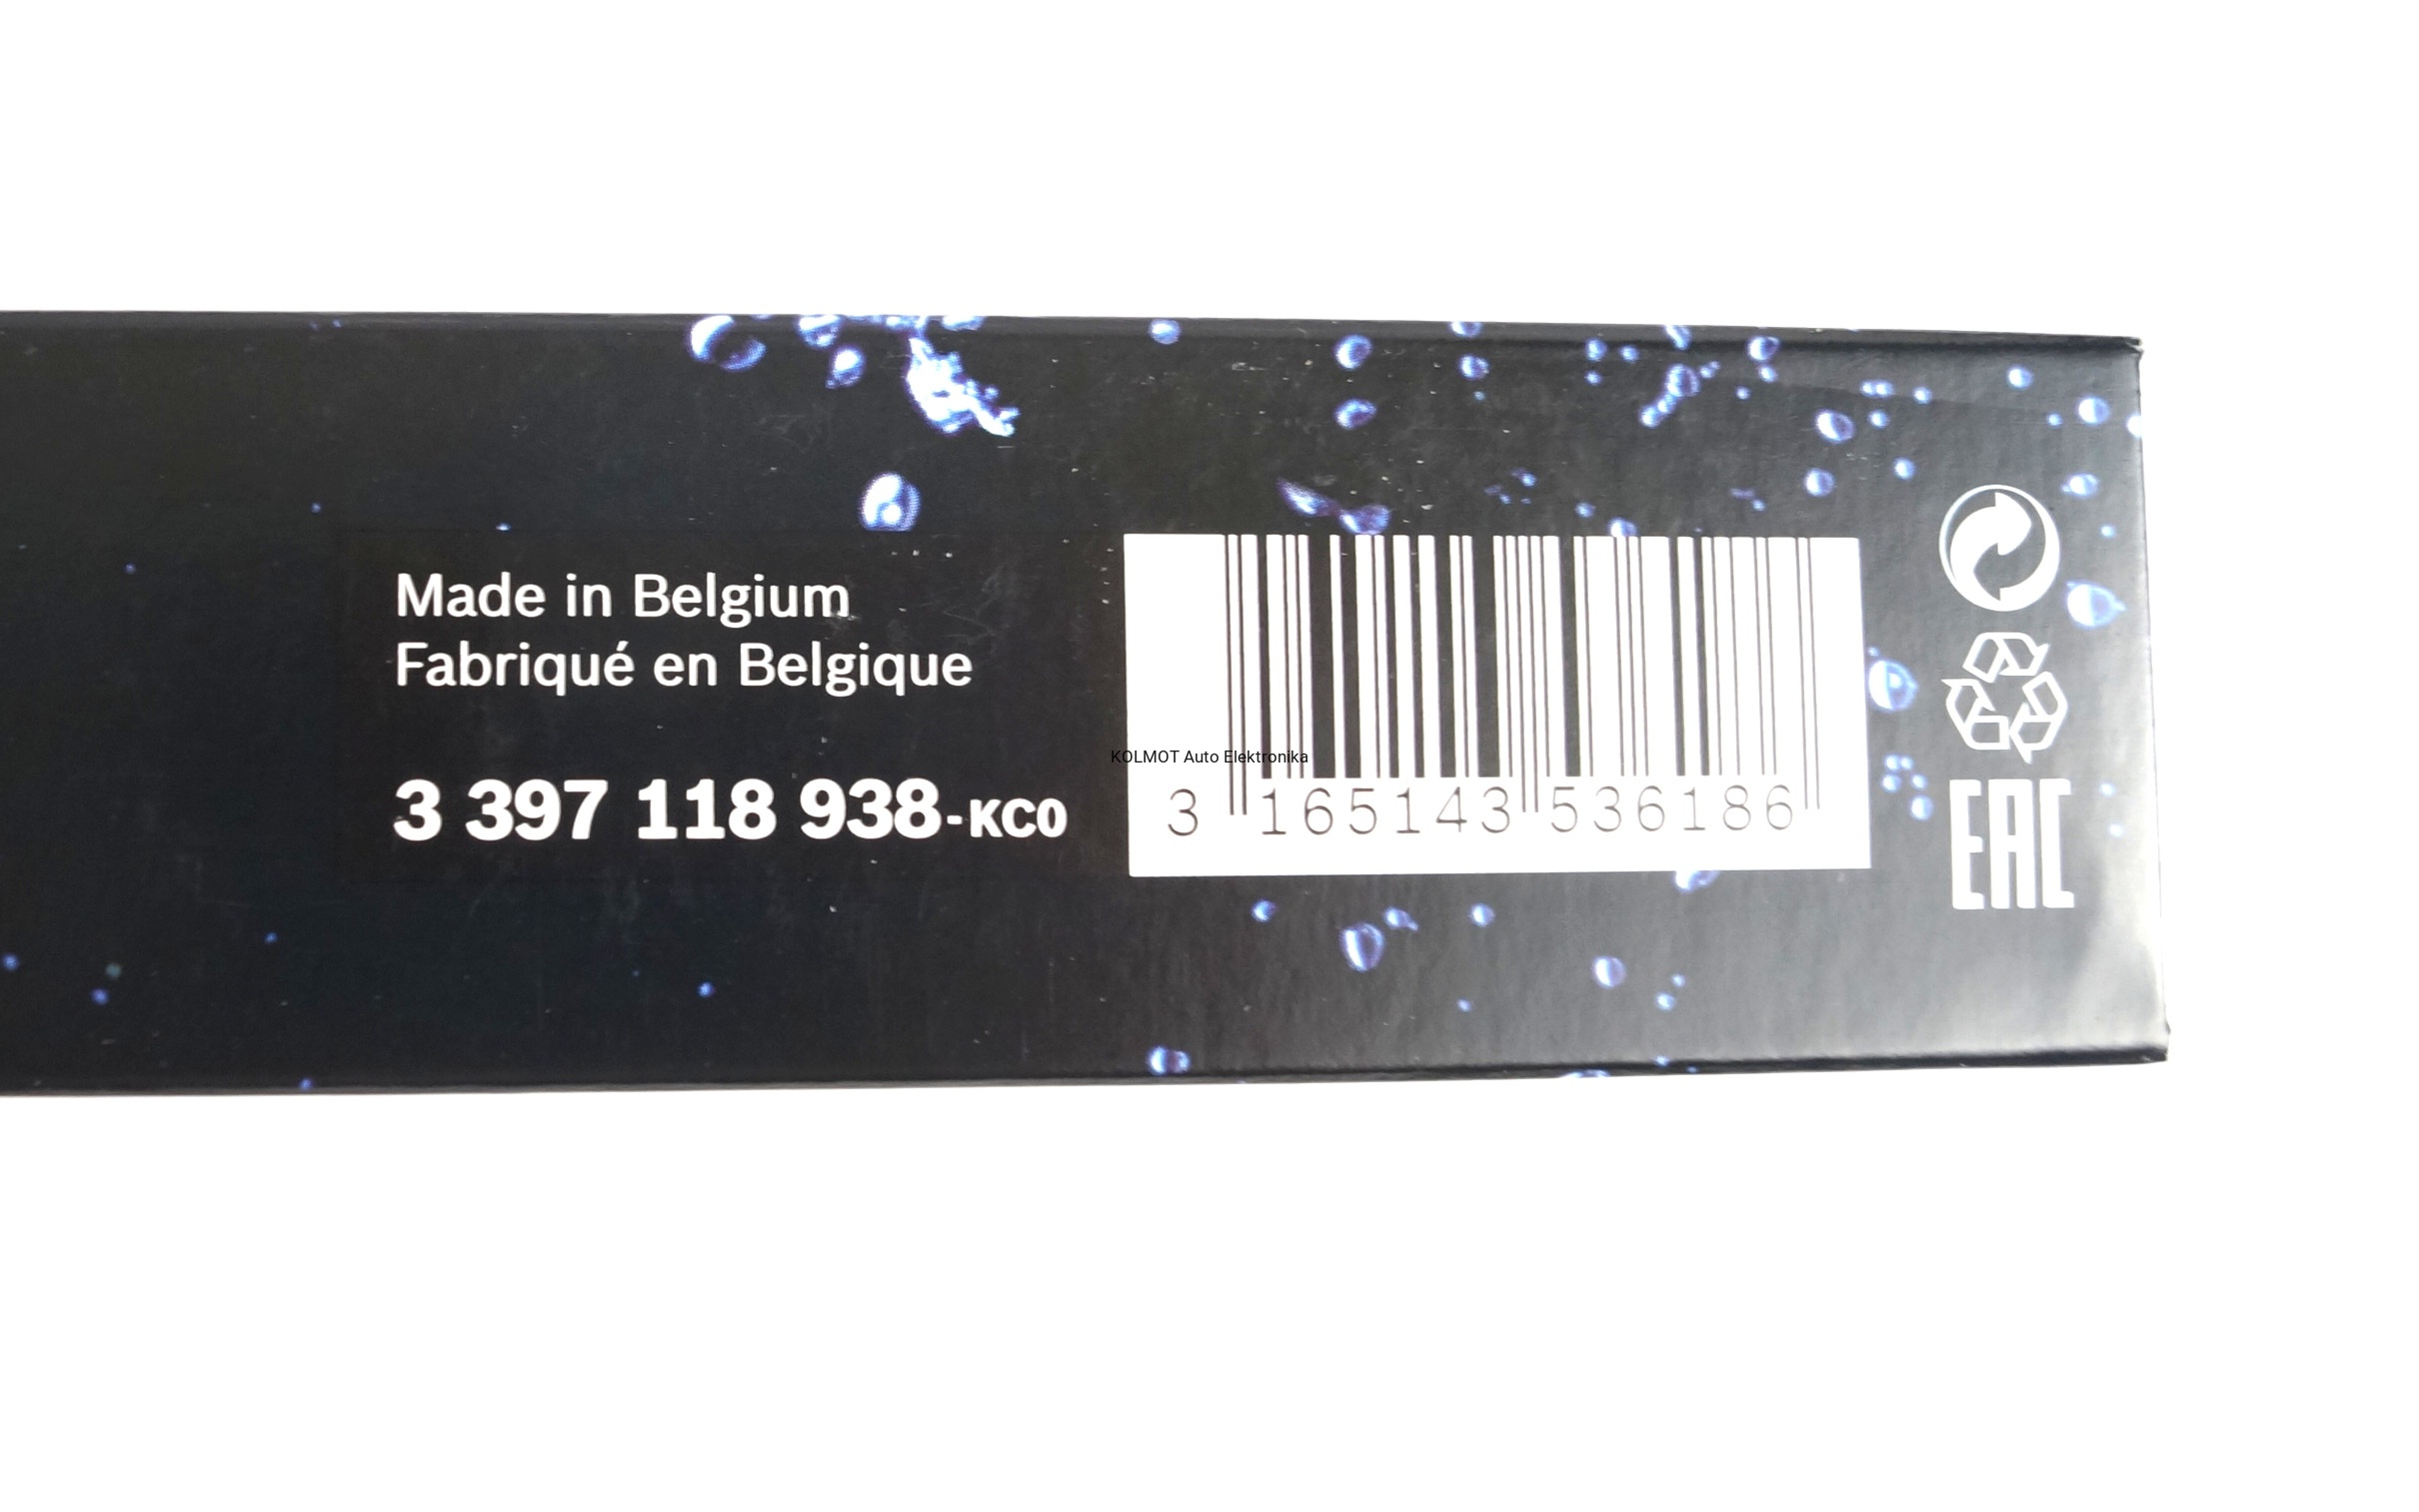 Made in Belgium
Fabriqué en Belgique
3 397 118 938-KC0
KOLMOT Auto Elektronika
3 165143 536186
EAC